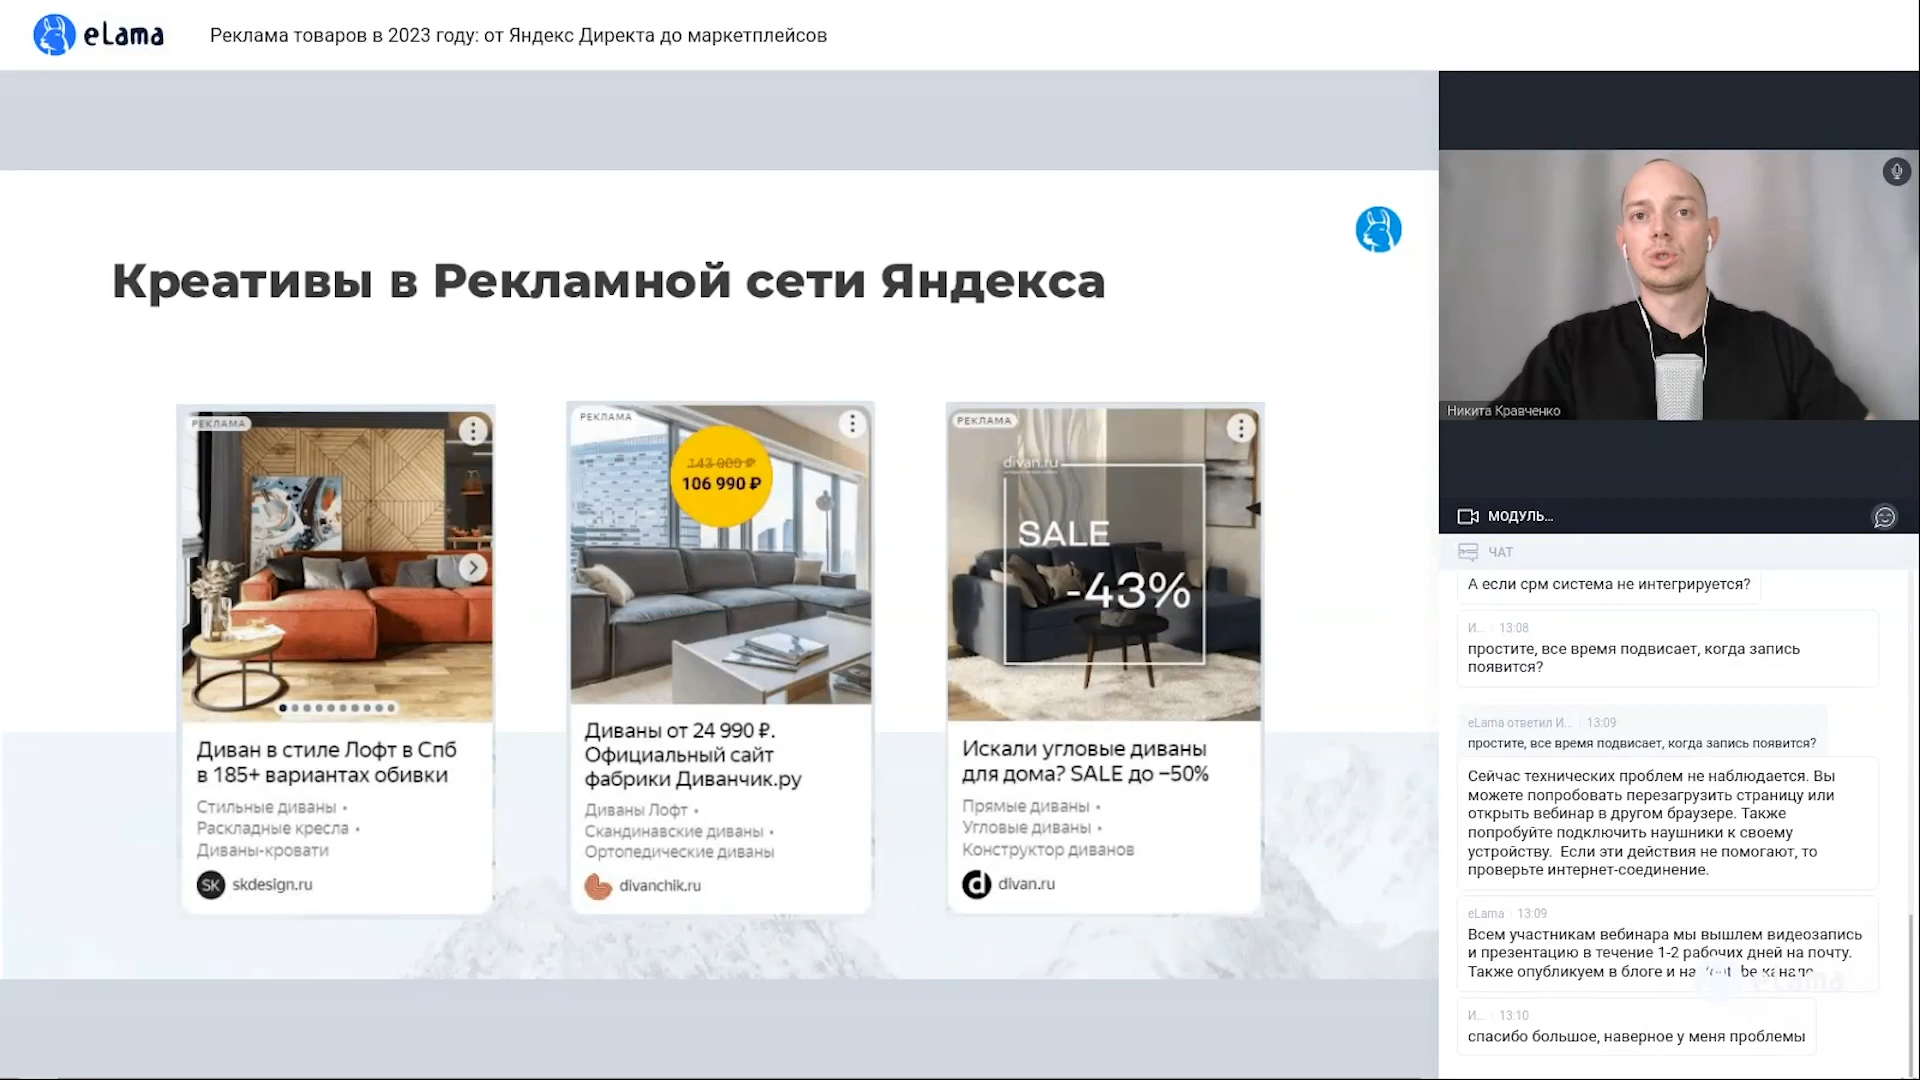 eLama
Реклама товаров в 2023 году: от Яндекс Директа до маркетплейсов
Креативы в Рекламной сети Яндекса
РЕКЛАМА
Диван в стиле Лофт в Спб
в 185+ вариантах обивки
Стильные диваны •
Раскладные кресла •
Диваны-кровати
SK
skdesign.ru
РЕКЛАМА
143 000 ₽
106 990 ₽
Диваны от 24 990 ₽.
Официальный сайт
фабрики Диванчик.ру
Диваны Лофт •
Скандинавские диваны •
Ортопедические диваны
divanchik.ru
РЕКЛАМА
divan.ru
SALE
-43%
Искали угловые диваны
для дома? SALE до −50%
Прямые диваны •
Угловые диваны •
Конструктор диванов
d
divan.ru
Никита Кравченко
МОДУЛЬ...
ЧАТ
А если срм система не интегрируется?
И... 13:08
простите, все время подвисает, когда запись
появится?
eLama ответил И... 13:09
простите, все время подвисает, когда запись появится?
Сейчас технических проблем не наблюдается. Вы
можете попробовать перезагрузить страницу или
открыть вебинар в другом браузере. Также
попробуйте подключить наушники к своему
устройству. Если эти действия не помогают, то
проверьте интернет-соединение.
eLama 13:09
Всем участникам вебинара мы вышлем видеозапись
и презентацию в течение 1-2 рабочих дней на почту.
Также опубликуем в блоге и на
eLama
И... 13:10
спасибо большое, наверное у меня проблемы